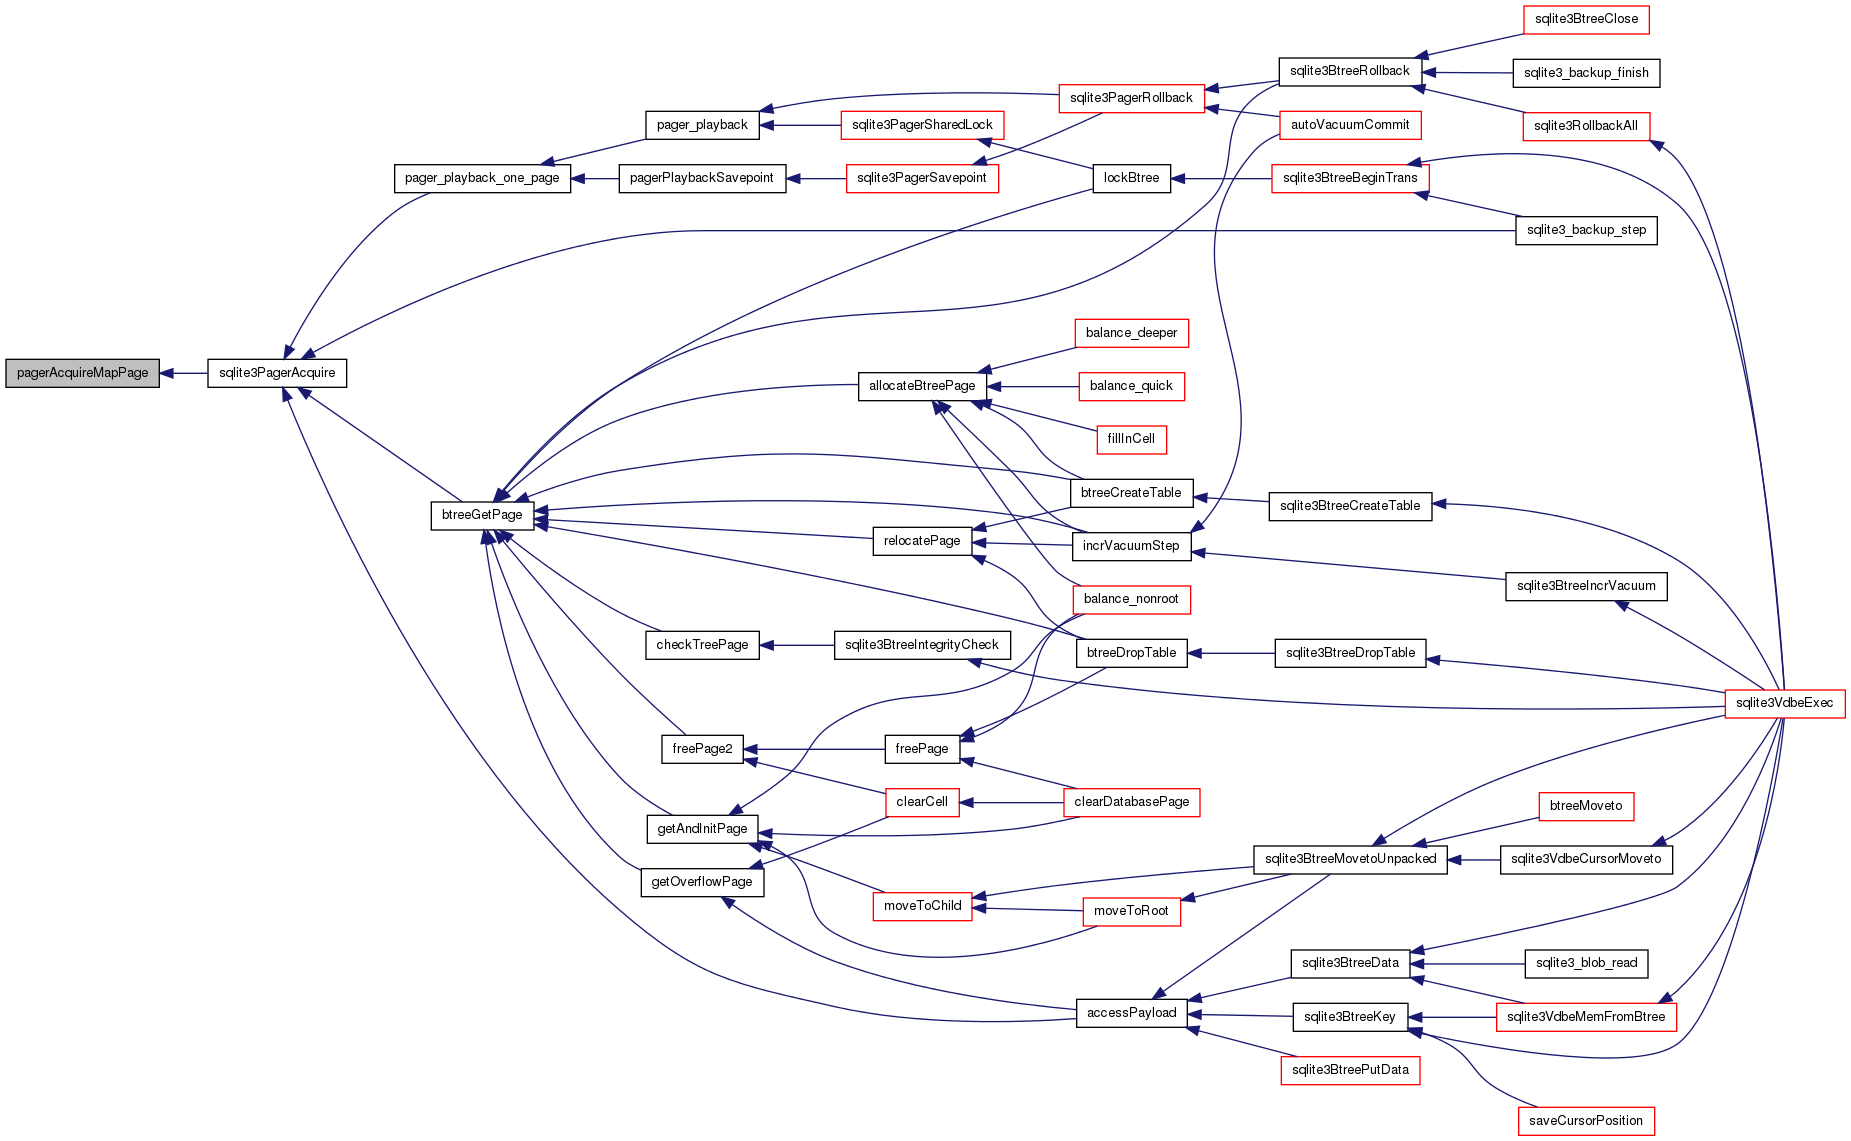 sqlite3BtreeClose
sqlite3BtreeRollback
sqlite3_backup_finish
sqlite3PagerRollback
pager_playback
sqlite3PagerSharedLock
autoVacuumCommit
sqlite3RollbackAll
pager_playback_one_page
pagerPlaybackSavepoint
sqlite3PagerSavepoint
lockBtree
sqlite3BtreeBeginTrans
sqlite3_backup_step
balance_deeper
pagerAcquireMapPage
sqlite3PagerAcquire
allocateBtreePage
balance_quick
fillInCell
btreeCreateTable
sqlite3BtreeCreateTable
btreeGetPage
relocatePage
incrVacuumStep
sqlite3BtreeIncrVacuum
balance_nonroot
checkTreePage
sqlite3BtreeIntegrityCheck
btreeDropTable
sqlite3BtreeDropTable
sqlite3VdbeExec
freePage2
freePage
clearCell
clearDatabasePage
btreeMoveto
getAndInitPage
sqlite3BtreeMovetoUnpacked
sqlite3VdbeCursorMoveto
getOverflowPage
moveToChild
moveToRoot
sqlite3BtreeData
sqlite3_blob_read
accessPayload
sqlite3BtreeKey
sqlite3VdbeMemFromBtree
sqlite3BtreePutData
saveCursorPosition